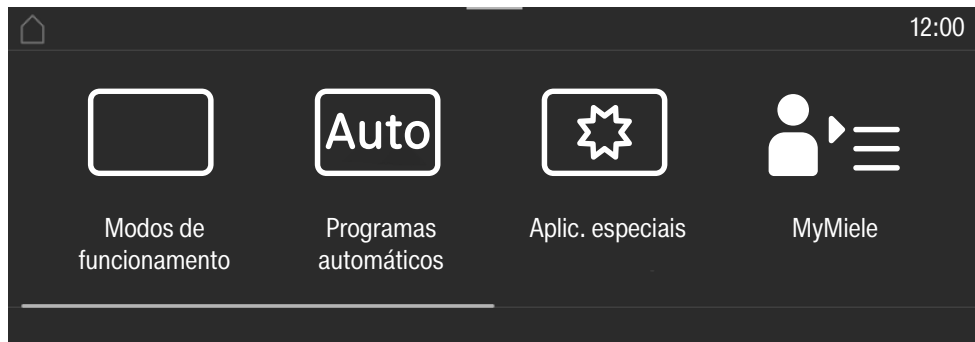 12:00
Auto
Modos de
funcionamento
Programas
automáticos
Aplic. especiais
MyMiele